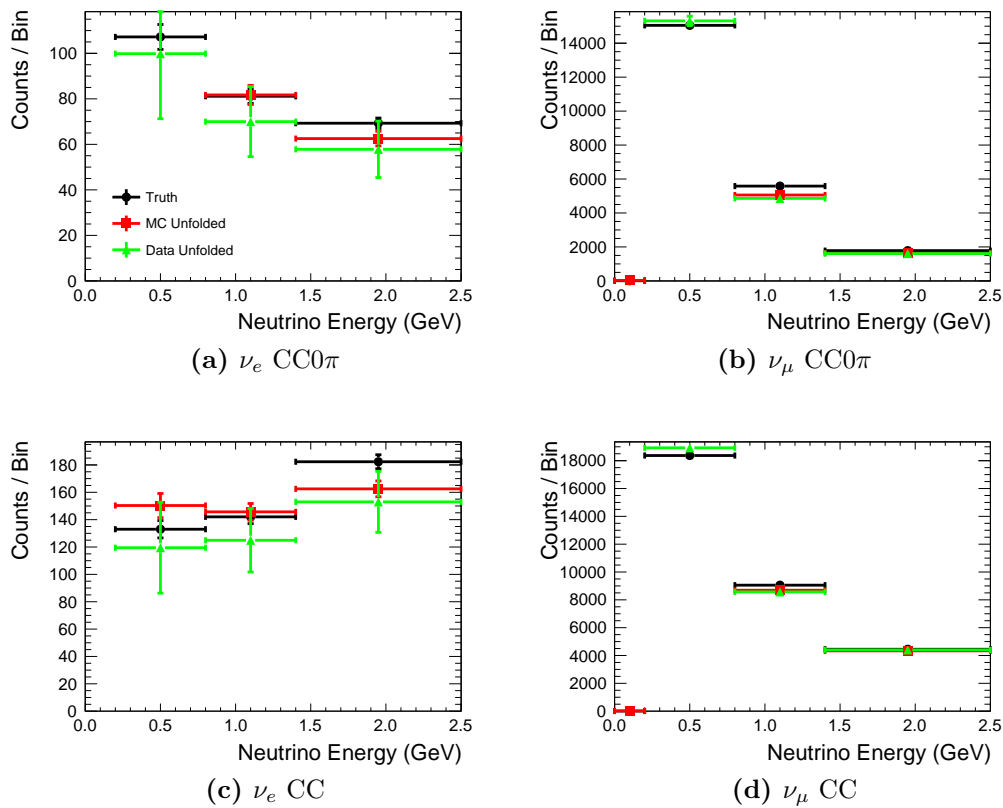 Counts / Bin
100
80
60
40
20
0
Truth
MC Unfolded
Data Unfolded
0.0 0.5 1.0 1.5 2.0 2.5
Neutrino Energy (GeV)
(a) νe CC0π
Counts / Bin
14000
12000
10000
8000
6000
4000
2000
0
0.0 0.5 1.0 1.5 2.0 2.5
Neutrino Energy (GeV)
(b) νμ CC0π
Counts / Bin
180
160
140
120
100
80
60
40
20
0
0.0 0.5 1.0 1.5 2.0 2.5
Neutrino Energy (GeV)
(c) νe CC
Counts / Bin
18000
16000
14000
12000
10000
8000
6000
4000
2000
0
0.0 0.5 1.0 1.5 2.0 2.5
Neutrino Energy (GeV)
(d) νμ CC